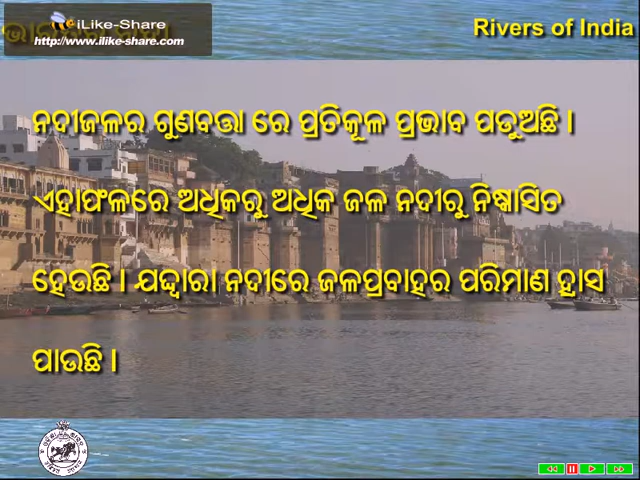 iLike-Share
http://www.ilike-share.com
Rivers of India
ନଦୀଜଳର ଗୁଣବତ୍ତା ରେ ପ୍ରତିକୂଳ ପ୍ରଭାବ ପଡୁଅଛି ।
ଏହାଫଳରେ ଅଧିକରୁ ଅଧିକ ଜଳ ନଦୀରୁ ନିଷ୍କାସିତ
ହେଉଛି । ଯଦ୍ଦ୍ୱାରା ନଦୀରେ ଜଳପ୍ରବାହର ପରିମାଣ ହ୍ରାସ
ପାଉଛି ।